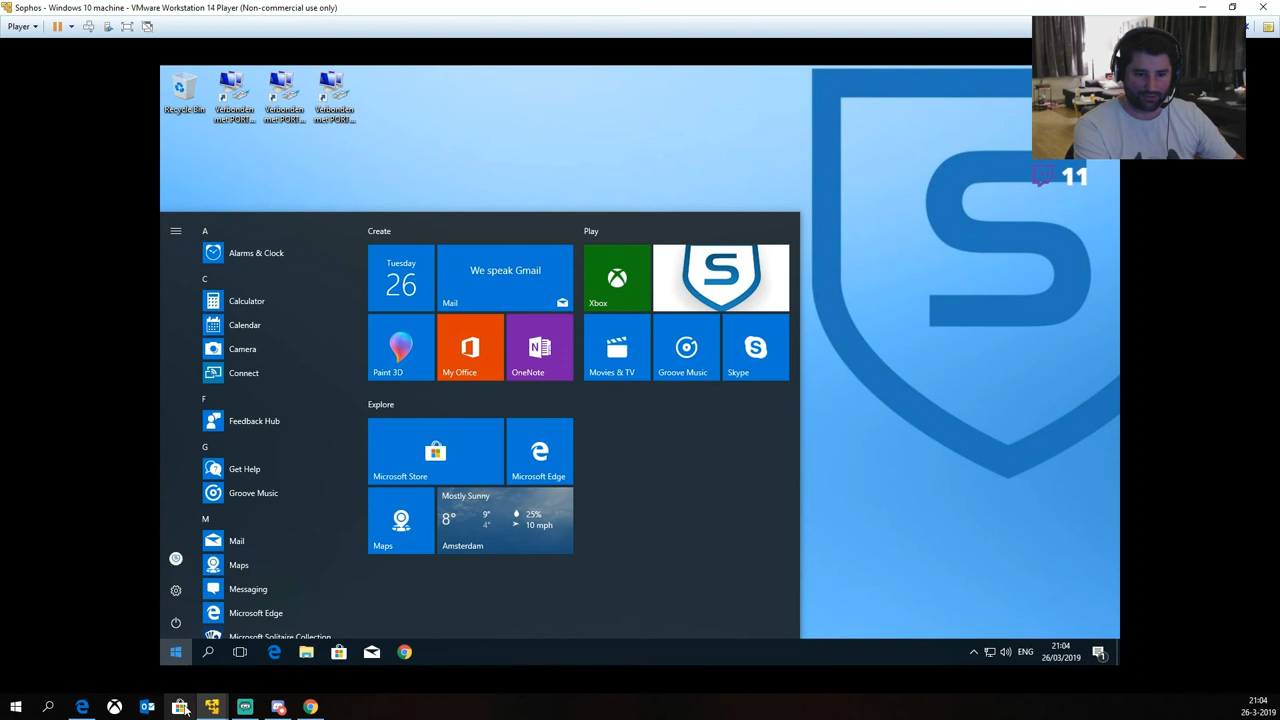 Sophos - Windows 10 machine - VMware Workstation 14 Player (Non-commercial use only)
Player
Recycle Bin
Verbonden met PORT...
Verbonden met PORT...
Verbonden met PORT...
11
A
Alarms & Clock
C
Calculator
Calendar
Camera
Connect
F
Feedback Hub
G
Get Help
Groove Music
M
Mail
Maps
Messaging
Microsoft Edge
Microsoft Solitaire Collection
Create
Tuesday
26
We speak Gmail
Mail
Paint 3D
My Office
OneNote
Play
Xbox
S
Movies & TV
Groove Music
Skype
Explore
Microsoft Store
Microsoft Edge
Maps
Mostly Sunny
8°
9°
4°
25%
10 mph
Amsterdam
S
ENG
21:04
26/03/2019
1
21:04
26-3-2019